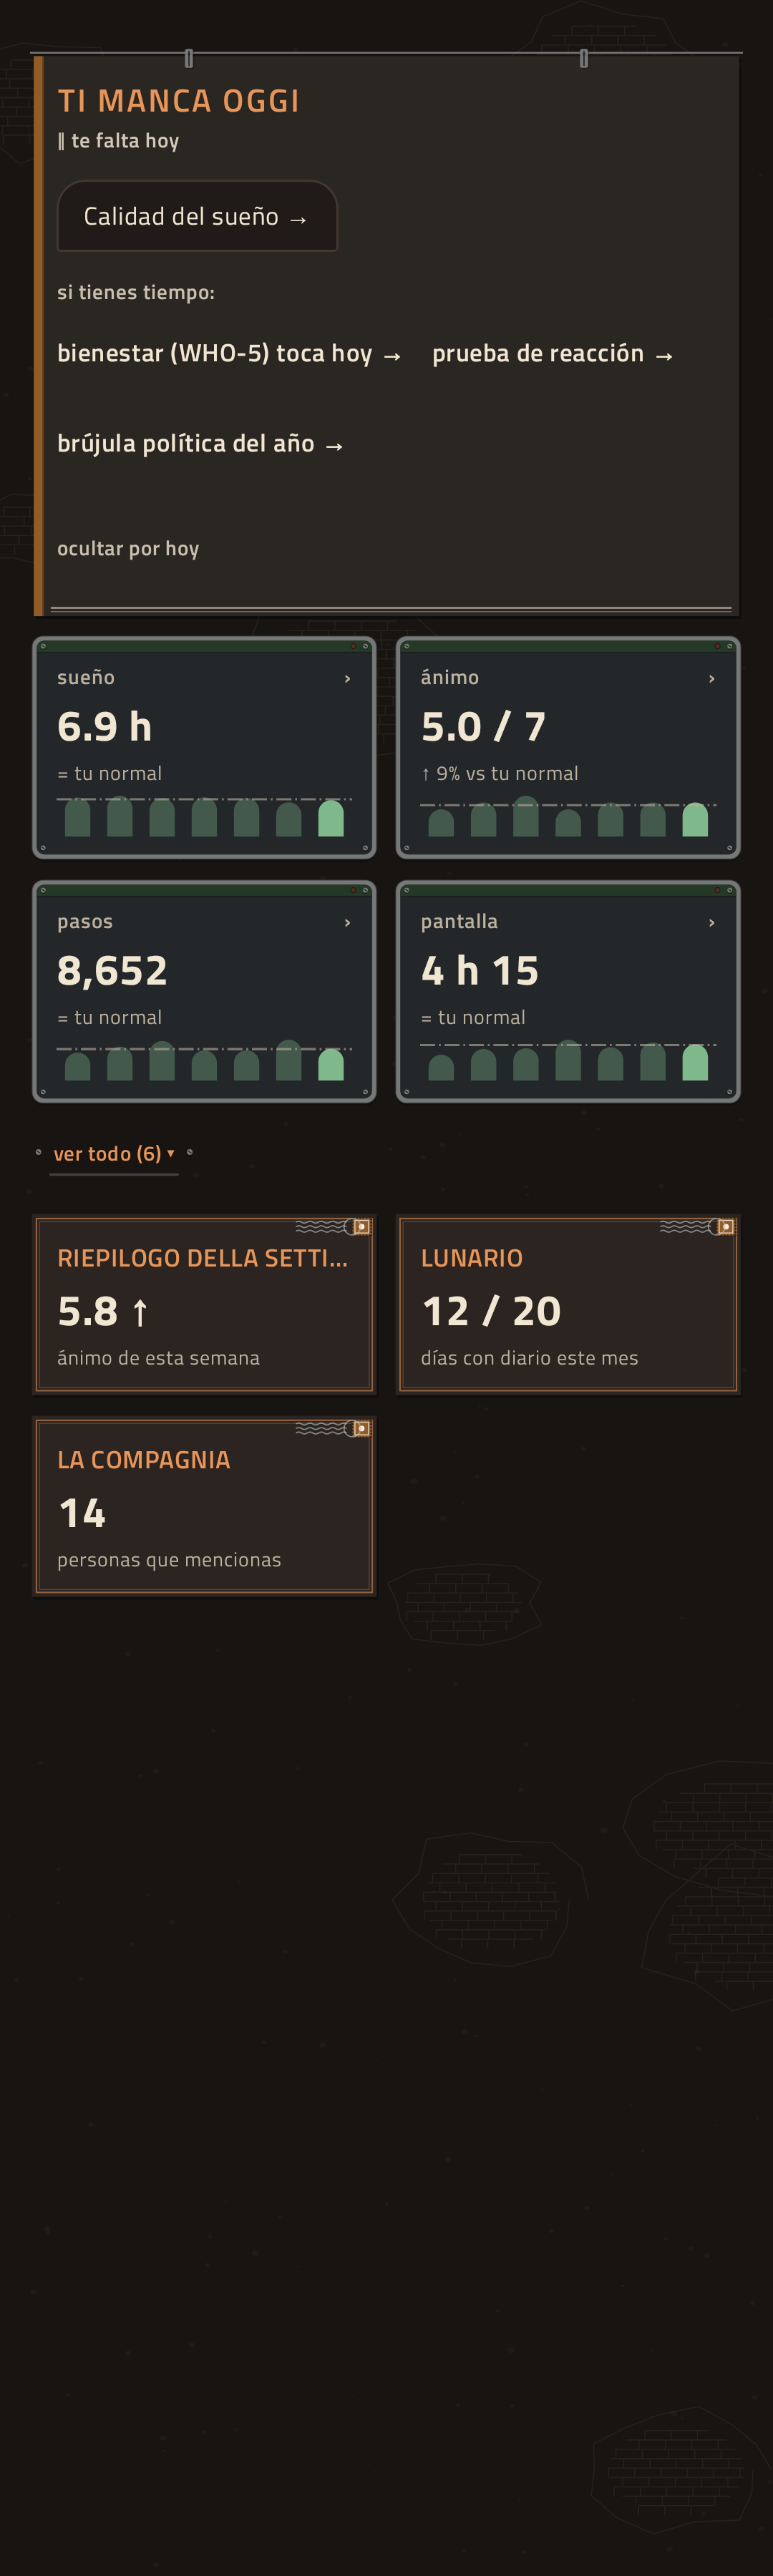 TI MANCA OGGI
‖ te falta hoy
Calidad del sueño →
si tienes tiempo:
bienestar (WHO-5) toca hoy → prueba de reacción →
brújula política del año →
ocultar por hoy
sueño ›
6.9 h
= tu normal
ánimo ›
5.0 / 7
↑ 9% vs tu normal
pasos ›
8,652
= tu normal
pantalla ›
4 h 15
= tu normal
ver todo (6) ▾
RIEPILOGO DELLA SETTI...
5.8 ↑
ánimo de esta semana
LUNARIO
12 / 20
días con diario este mes
LA COMPAGNIA
14
personas que mencionas